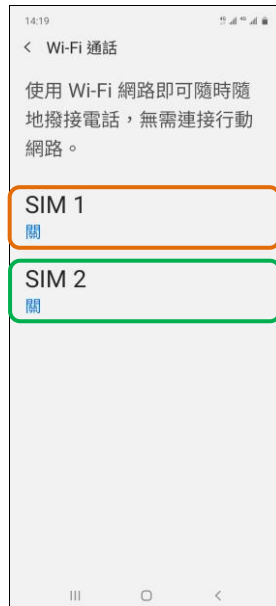 14:19
Wi-Fi 通話
使用 Wi-Fi 網路即可隨時隨
地撥接電話，無需連接行動
網路。
SIM 1
關
SIM 2
關